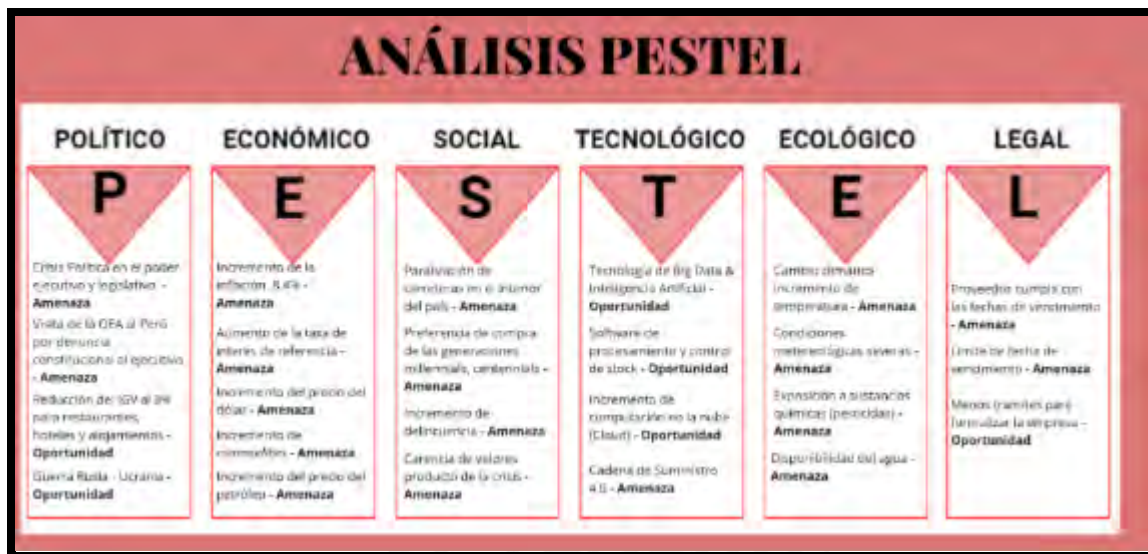 ANÁLISIS PESTEL
POLÍTICO
P
Crisis Política en el poder
ejecutivo y legislativo -
Amenaza
Visita de la OEA al Perú
por denuncia
constitucional al ejecutivo
- Amenaza
Reducción del IGV al 8%
para restaurantes,
hoteles y alojamientos -
Oportunidad
Guerra Rusia - Ucrania -
Oportunidad
ECONÓMICO
E
Incremento de la
inflación 8.4% -
Amenaza
Aumento de la tasa de
interés de referencia -
Amenaza
Incremento del precio del
dólar - Amenaza
Incremento de
commodities - Amenaza
Incremento del precio del
petróleo - Amenaza
SOCIAL
S
Paralización de
carreteras en el interior
del país - Amenaza
Preferencia de compra
de las generaciones
millennials, centennials -
Amenaza
Incremento de
delincuencia - Amenaza
Carencia de valores
producto de la crisis -
Amenaza
TECNOLÓGICO
T
Tecnología de Big Data &
Inteligencia Artificial -
Oportunidad
Software de
procesamiento y control
de stock - Oportunidad
Incremento de
computación en la nube
(Cloud) - Oportunidad
Cadena de Suministro
4.0 - Amenaza
ECOLÓGICO
E
Cambio climático
incremento de
temperatura - Amenaza
Condiciones
metereológicas severas -
Amenaza
Exposición a sustancias
químicas (pesticidas) -
Amenaza
Disponibilidad del agua -
Amenaza
LEGAL
L
Proveedor cumpla con
las fechas de vencimiento
- Amenaza
Límite de fecha de
vencimiento - Amenaza
Menos trámites para
formalizar la empresa -
Oportunidad